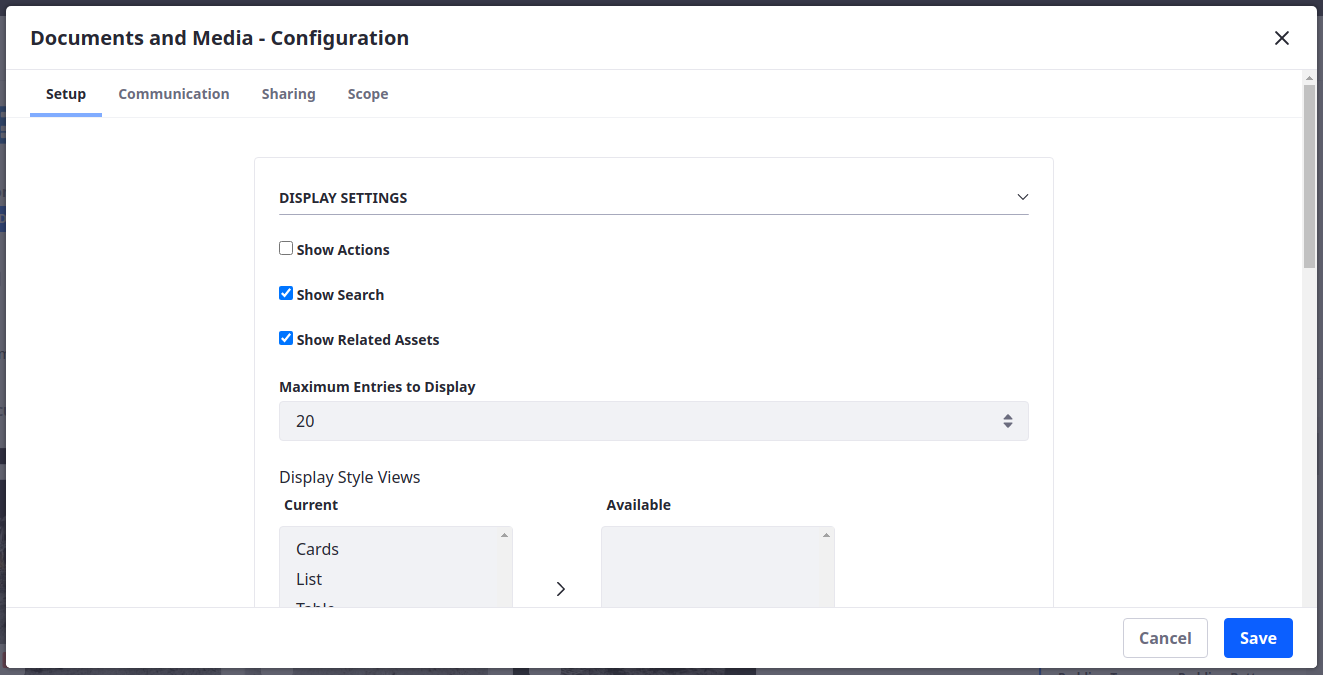 Documents and Media - Configuration
Setup Communication Sharing Scope
DISPLAY SETTINGS
Show Actions
Show Search
Show Related Assets
Maximum Entries to Display
20
Display Style Views
Current Available
Cards
List
Table
Cancel Save